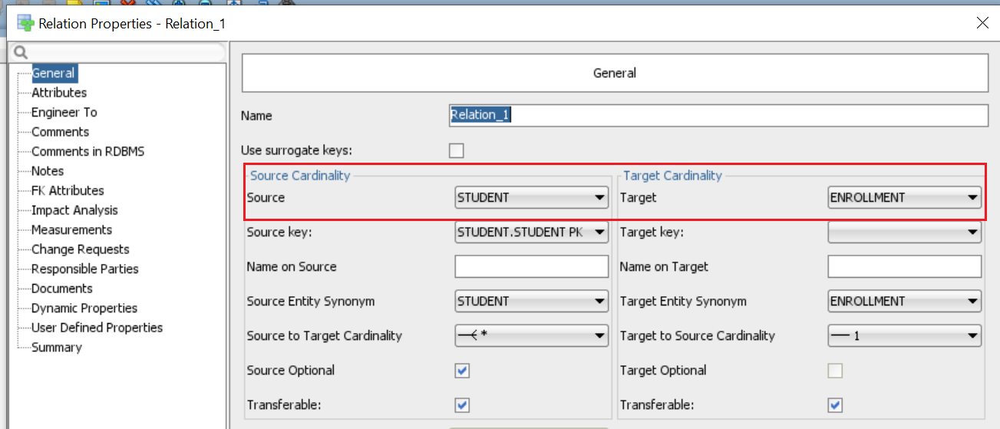 Relation Properties - Relation_1
General
Attributes
Engineer To
Comments
Comments in RDBMS
Notes
FK Attributes
Impact Analysis
Measurements
Change Requests
Responsible Parties
Documents
Dynamic Properties
User Defined Properties
Summary
General
Name Relation_1
Use surrogate keys:
Source Cardinality Target Cardinality
Source STUDENT Target ENROLLMENT
Source key: STUDENT.STUDENT PK Target key:
Name on Source Name on Target
Source Entity Synonym STUDENT Target Entity Synonym ENROLLMENT
Source to Target Cardinality * Target to Source Cardinality 1
Source Optional Target Optional
Transferable: Transferable: